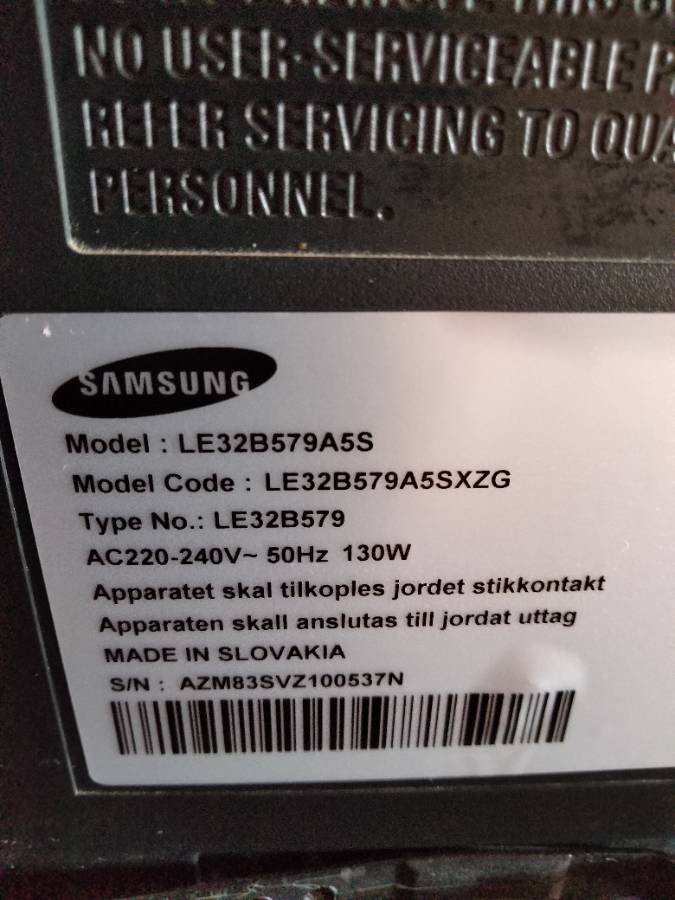 NO USER-SERVICEABLE
REFER SERVICING TO
PERSONNEL.
SAMSUNG
Model : LE32B579A5S
Model Code : LE32B579A5SXZG
Type No.: LE32B579
AC220-240V~ 50Hz 130W
Apparatet skal tilkoples jordet stikkontakt
Apparaten skall anslutas till jordat uttag
MADE IN SLOVAKIA
S/N : AZM83SVZ100537N